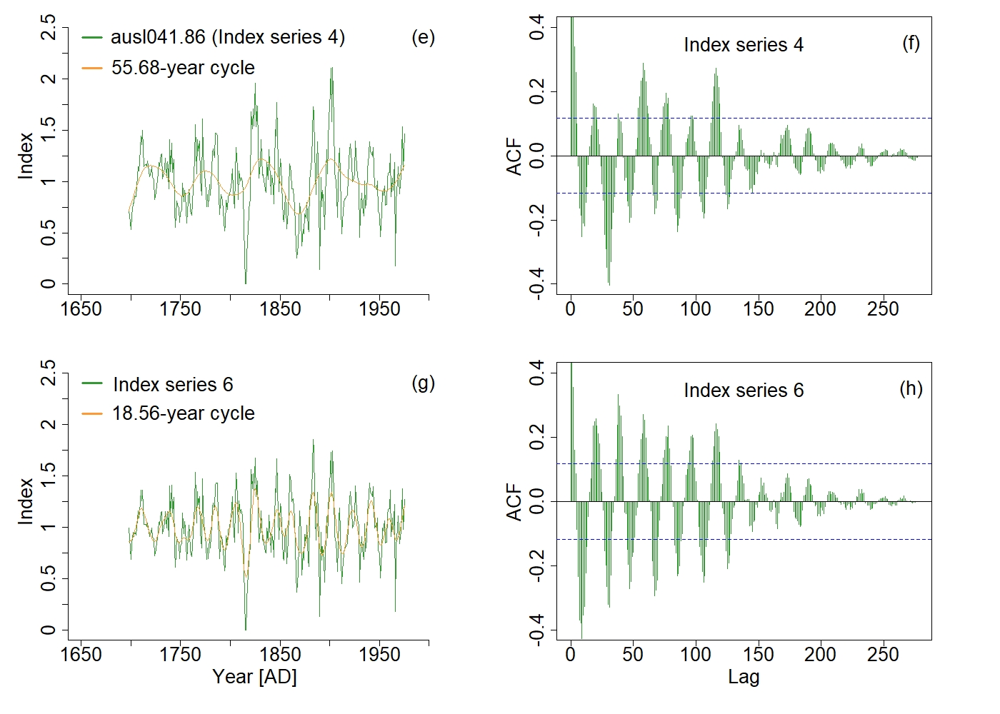 2.5
2
1.5
1
0.5
0
Index
ausl041.86 (Index series 4)
55.68-year cycle
(e)
1650
1750
1850
1950
0.4
0.2
0.0
-0.2
-0.4
ACF
Index series 4
(f)
0
50
100
150
200
250
2.5
2
1.5
1
0.5
0
Index
Index series 6
18.56-year cycle
(g)
1650
1750
1850
1950
Year [AD]
0.4
0.2
0.0
-0.2
-0.4
ACF
Index series 6
(h)
0
50
100
150
200
250
Lag